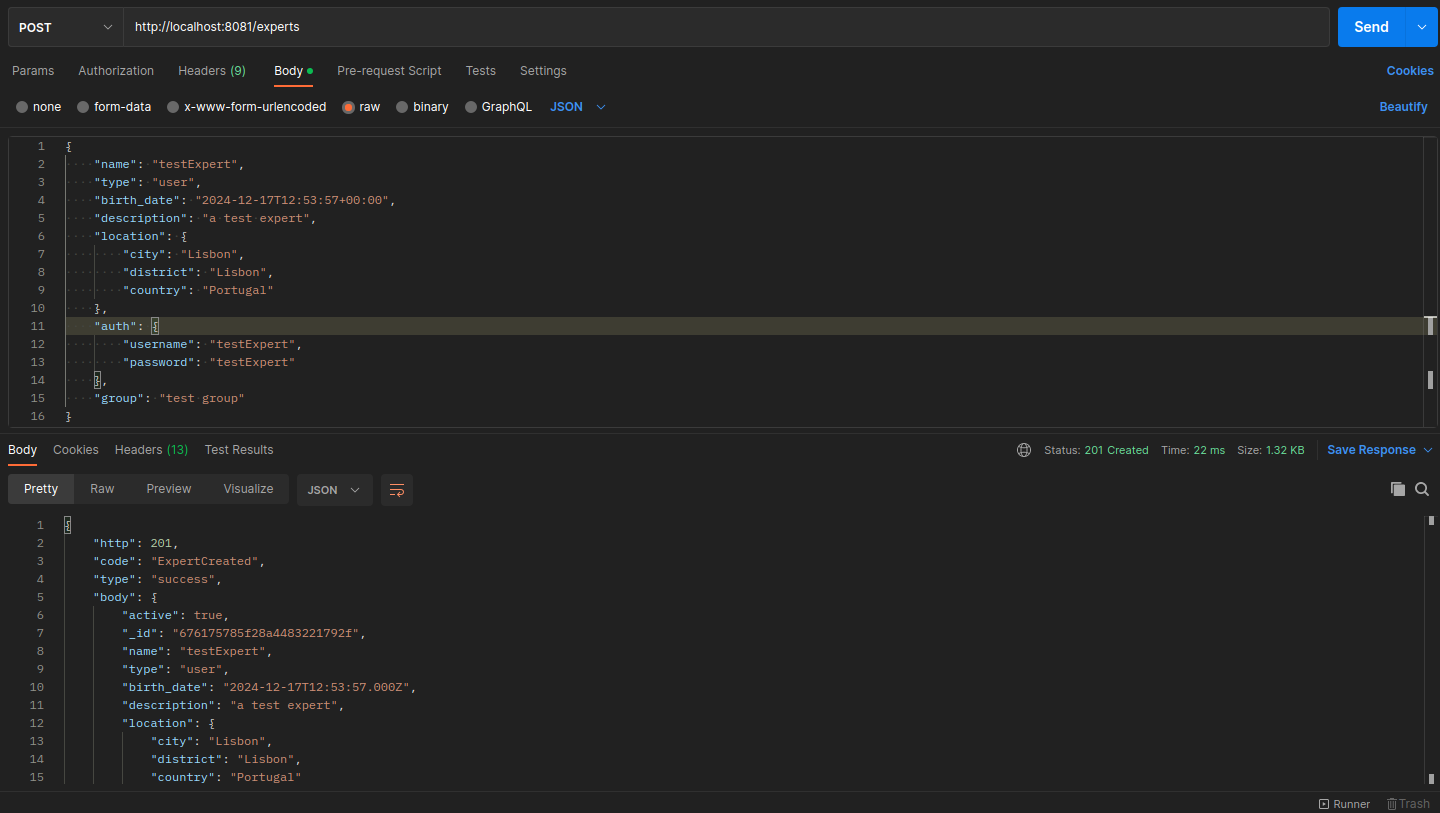 POST http://localhost:8081/experts Send
Params Authorization Headers (9) Body Pre-request Script Tests Settings Cookies
none form-data x-www-form-urlencoded raw binary GraphQL JSON Beautify
1 {
2 "name": "testExpert",
3 "type": "user",
4 "birth_date": "2024-12-17T12:53:57+00:00",
5 "description": "a test expert",
6 "location": {
7 "city": "Lisbon",
8 "district": "Lisbon",
9 "country": "Portugal"
10 },
11 "auth": {
12 "username": "testExpert",
13 "password": "testExpert"
14 },
15 "group": "test group"
16 }
Body Cookies Headers (13) Test Results Status: 201 Created Time: 22 ms Size: 1.32 KB Save Response
Pretty Raw Preview Visualize JSON
1 {
2 "http": 201,
3 "code": "ExpertCreated",
4 "type": "success",
5 "body": {
6 "active": true,
7 "_id": "676175785f28a4483221792f",
8 "name": "testExpert",
9 "type": "user",
10 "birth_date": "2024-12-17T12:53:57.000Z",
11 "description": "a test expert",
12 "location": {
13 "city": "Lisbon",
14 "district": "Lisbon",
15 "country": "Portugal"
Runner Trash